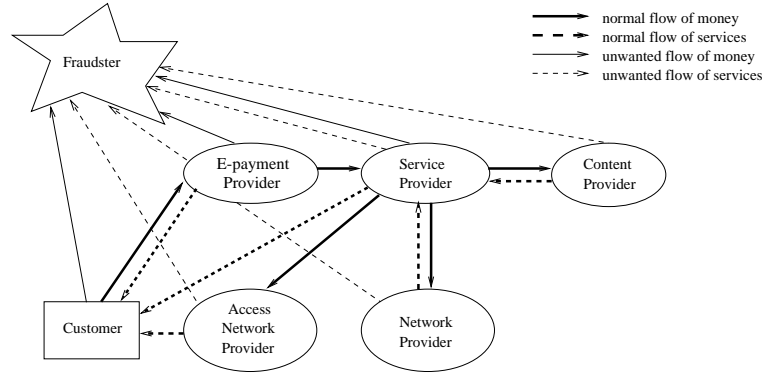 normal flow of money
normal flow of services
unwanted flow of money
unwanted flow of services
Fraudster
E-payment
Provider
Service
Provider
Content
Provider
Customer
Access
Network
Provider
Network
Provider